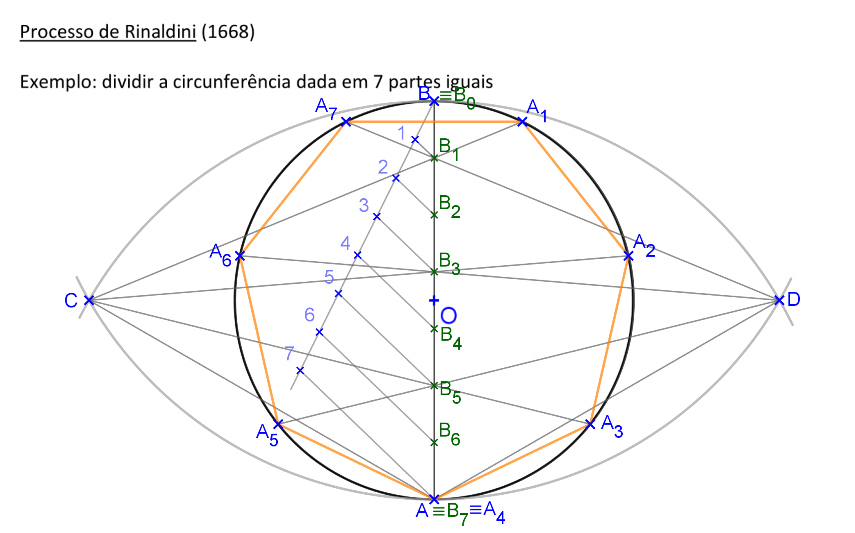 Processo de Rinaldini (1668)
Exemplo: dividir a circunferência dada em 7 partes iguais
B ≡B0
A7
A1
1
B1
2
B2
3
4
A6
A2
B3
5
C
D
O
6
B4
7
B5
A5
A3
B6
A ≡B7≡A4